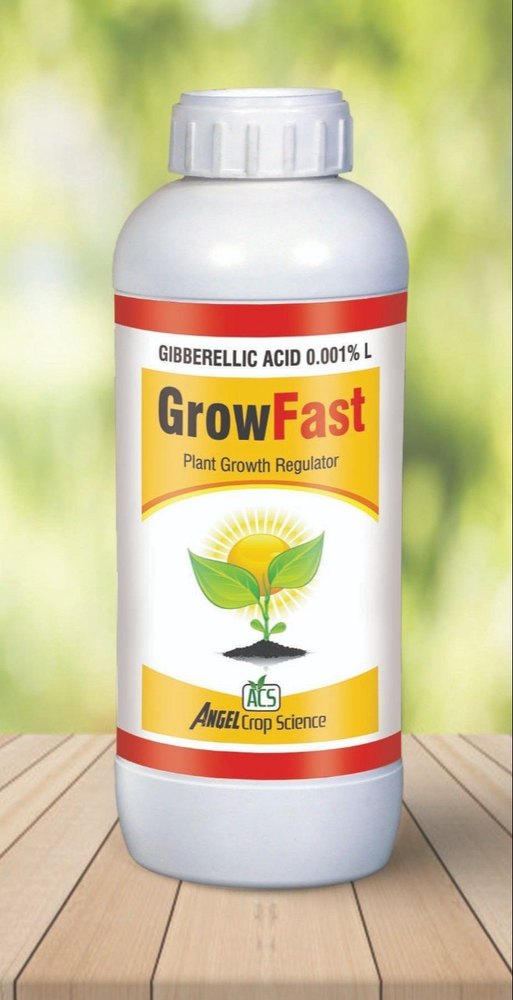 GIBBERELLIC ACID 0.001% L
GrowFast
Plant Growth Regulator
ACS
ANGEL Crop Science